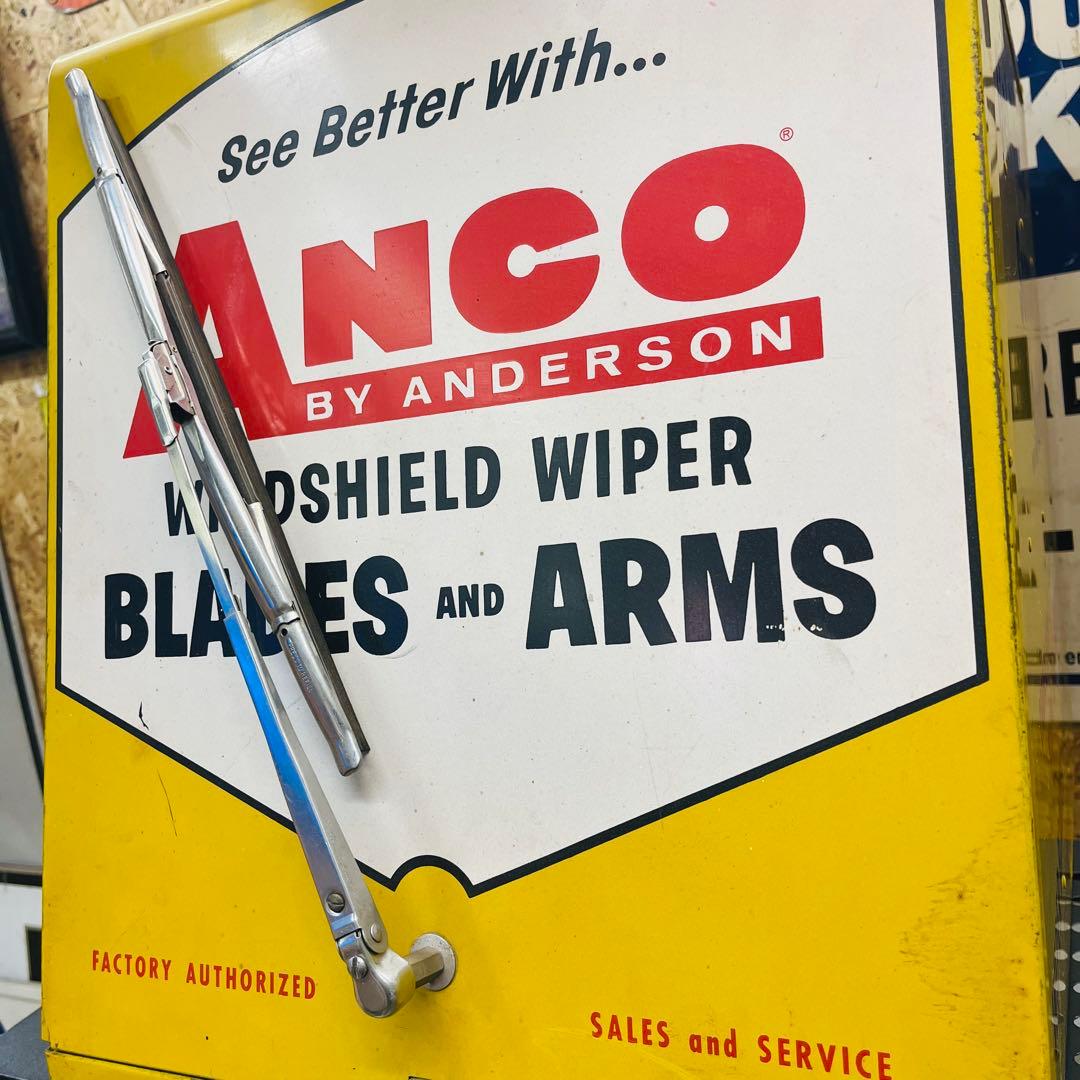 See Better With...
ANCO®
BY ANDERSON
WINDSHIELD WIPER
BLADES AND ARMS
FACTORY AUTHORIZED
SALES and SERVICE